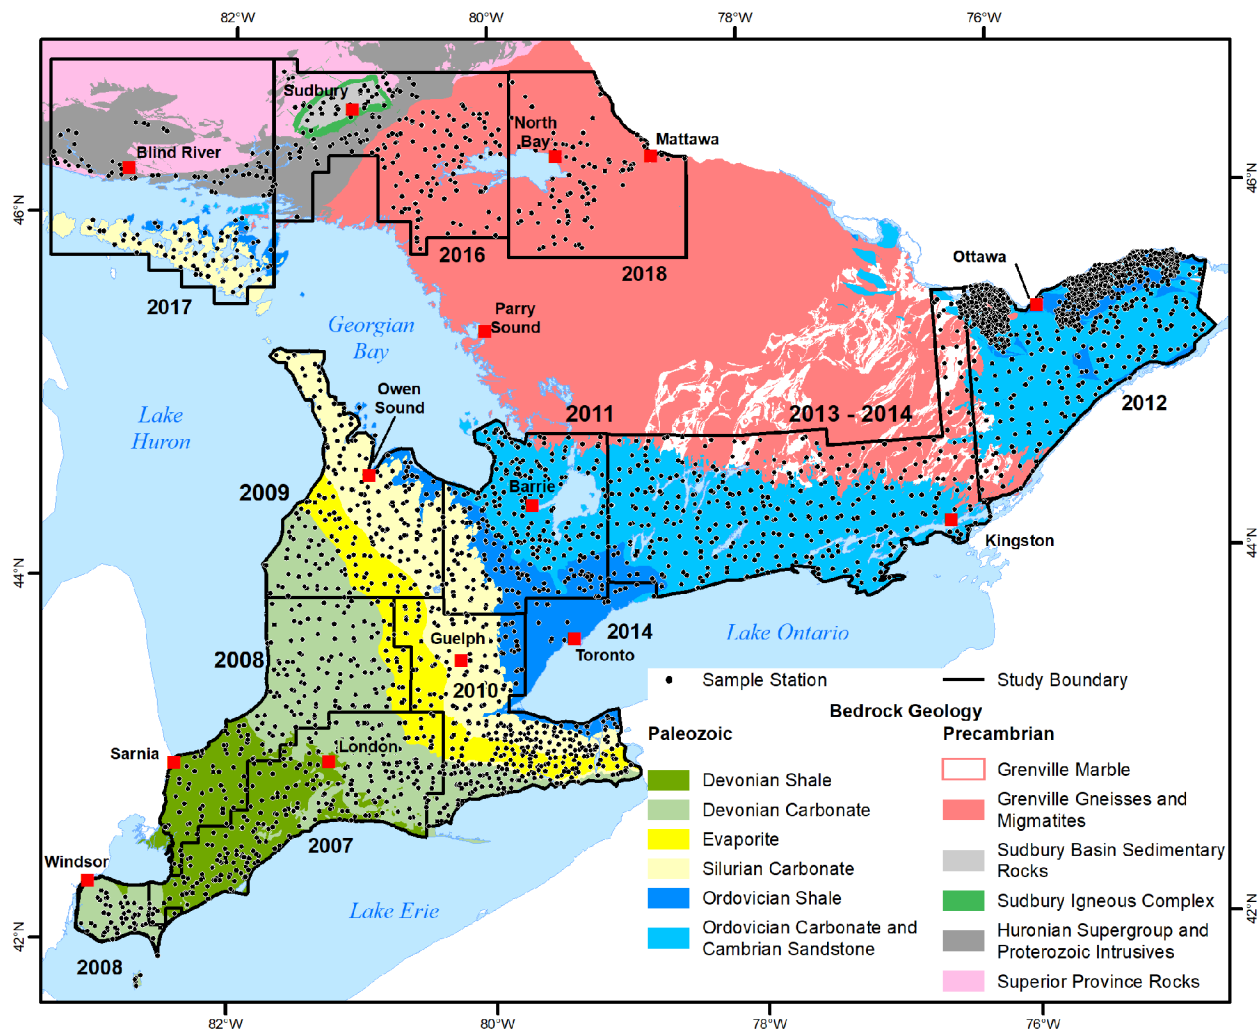 82°W
80°W
78°W
76°W
Sudbury
North
Bay
Mattawa
Blind River
46°N
46°N
2016
2018
Ottawa
2017
Parry
Sound
Georgian
Bay
Owen
Sound
2011
2013 - 2014
2012
Lake
Huron
2009
Barrie
Kingston
44°N
44°N
Guelph
2014
Toronto
Lake Ontario
2008
2010
Sample Station
Study Boundary
Bedrock Geology
Paleozoic
Precambrian
Sarnia
London
Devonian Shale
Devonian Carbonate
Evaporite
Silurian Carbonate
Ordovician Shale
Ordovician Carbonate and
Cambrian Sandstone
Grenville Marble
Grenville Gneisses and
Migmatites
Sudbury Basin Sedimentary
Rocks
Sudbury Igneous Complex
Huronian Supergroup and
Proterozoic Intrusives
Superior Province Rocks
2007
Windsor
Lake Erie
42°N
42°N
2008
82°W
80°W
78°W
76°W